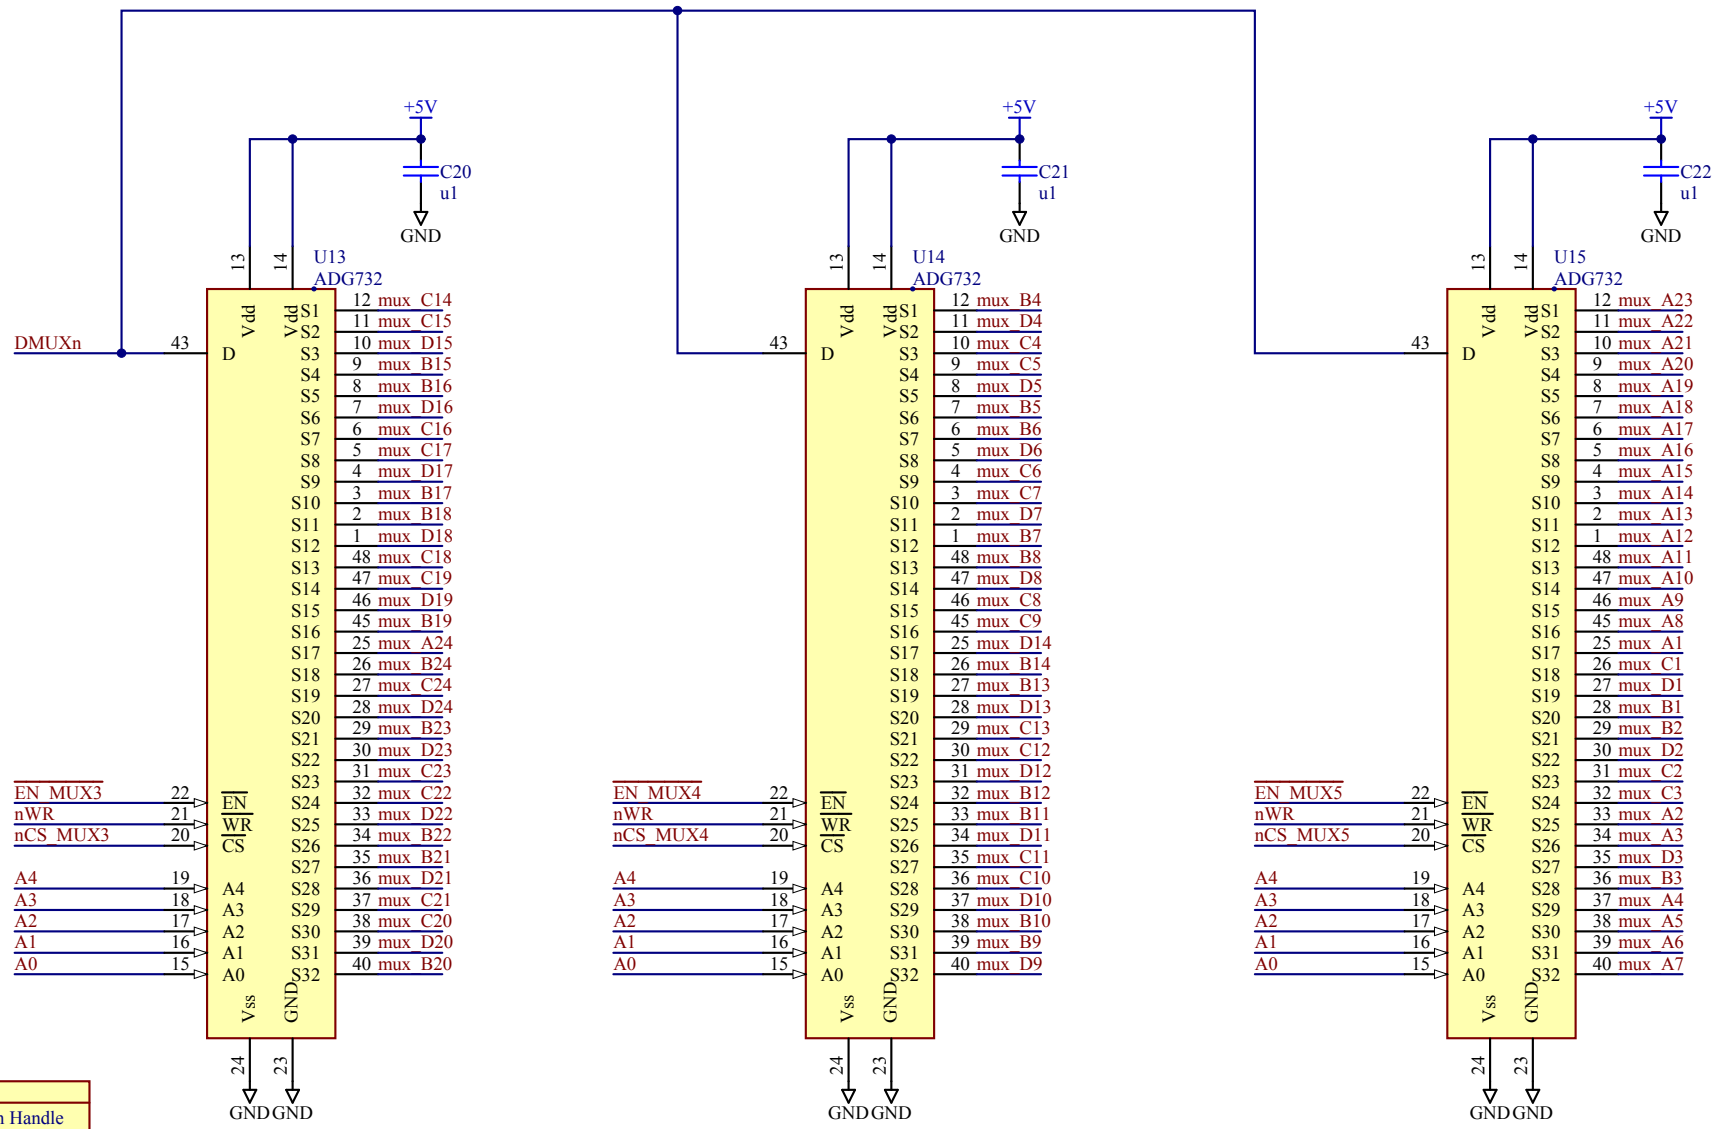 +5V
C20
u1
GND
13
14
U13
ADG732
Vdd
Vdd
DMUXn
43
D
S1 12 mux_C14
S2 11 mux_C15
S3 10 mux_D15
S4 9 mux_B15
S5 8 mux_B16
S6 7 mux_D16
S7 6 mux_C16
S8 5 mux_C17
S9 4 mux_D17
S10 3 mux_B17
S11 2 mux_B18
S12 1 mux_D18
S13 48 mux_C18
S14 47 mux_C19
S15 46 mux_D19
S16 45 mux_B19
S17 25 mux_A24
S18 26 mux_B24
S19 27 mux_C24
S20 28 mux_D24
S21 29 mux_B23
S22 30 mux_D23
S23 31 mux_C23
S24 32 mux_C22
S25 33 mux_D22
S26 34 mux_B22
S27 35 mux_B21
S28 36 mux_D21
S29 37 mux_C21
S30 38 mux_C20
S31 39 mux_D20
S32 40 mux_B20
EN_MUX3 22 EN
nWR 21 WR
nCS_MUX3 20 CS
A4 19 A4
A3 18 A3
A2 17 A2
A1 16 A1
A0 15 A0
Vss
GND
24
23
GND GND
+5V
C21
u1
GND
13
14
U14
ADG732
Vdd
Vdd
43
D
S1 12 mux_B4
S2 11 mux_D4
S3 10 mux_C4
S4 9 mux_C5
S5 8 mux_D5
S6 7 mux_B5
S7 6 mux_B6
S8 5 mux_D6
S9 4 mux_C6
S10 3 mux_C7
S11 2 mux_D7
S12 1 mux_B7
S13 48 mux_B8
S14 47 mux_D8
S15 46 mux_C8
S16 45 mux_C9
S17 25 mux_D14
S18 26 mux_B14
S19 27 mux_B13
S20 28 mux_D13
S21 29 mux_C13
S22 30 mux_C12
S23 31 mux_D12
S24 32 mux_B12
S25 33 mux_B11
S26 34 mux_D11
S27 35 mux_C11
S28 36 mux_C10
S29 37 mux_D10
S30 38 mux_B10
S31 39 mux_B9
S32 40 mux_D9
EN_MUX4 22 EN
nWR 21 WR
nCS_MUX4 20 CS
A4 19 A4
A3 18 A3
A2 17 A2
A1 16 A1
A0 15 A0
Vss
GND
24
23
GND GND
+5V
C22
u1
GND
13
14
U15
ADG732
Vdd
Vdd
43
D
S1 12 mux_A23
S2 11 mux_A22
S3 10 mux_A21
S4 9 mux_A20
S5 8 mux_A19
S6 7 mux_A18
S7 6 mux_A17
S8 5 mux_A16
S9 4 mux_A15
S10 3 mux_A14
S11 2 mux_A13
S12 1 mux_A12
S13 48 mux_A11
S14 47 mux_A10
S15 46 mux_A9
S16 45 mux_A8
S17 25 mux_A1
S18 26 mux_C1
S19 27 mux_D1
S20 28 mux_B1
S21 29 mux_B2
S22 30 mux_D2
S23 31 mux_C2
S24 32 mux_C3
S25 33 mux_A2
S26 34 mux_A3
S27 35 mux_D3
S28 36 mux_B3
S29 37 mux_A4
S30 38 mux_A5
S31 39 mux_A6
S32 40 mux_A7
EN_MUX5 22 EN
nWR 21 WR
nCS_MUX5 20 CS
A4 19 A4
A3 18 A3
A2 17 A2
A1 16 A1
A0 15 A0
Vss
GND
24
23
GND GND
Handle